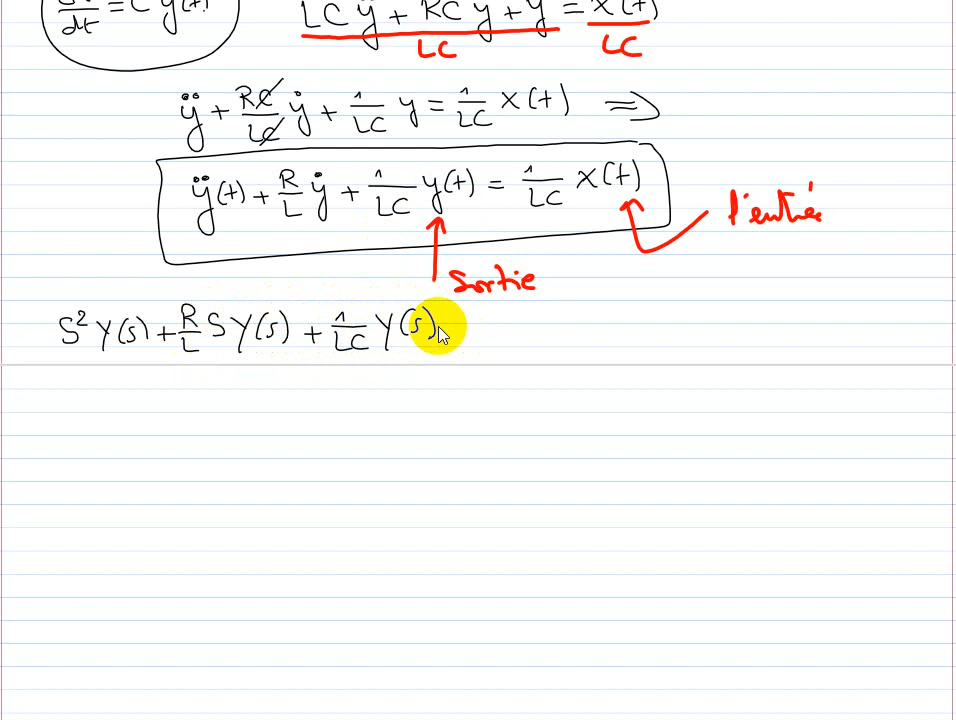 dt = C ẏ(t)
LC ÿ + RC ẏ + y = x(t)
LC LC
ÿ + RC/LC ẏ + 1/LC y = 1/LC x(t) ⇒
ÿ(t) + R/L ẏ + 1/LC y(t) = 1/LC x(t)
l'entrée
Sortie
S² Y(s) + R/L S Y(s) + 1/LC Y(s)